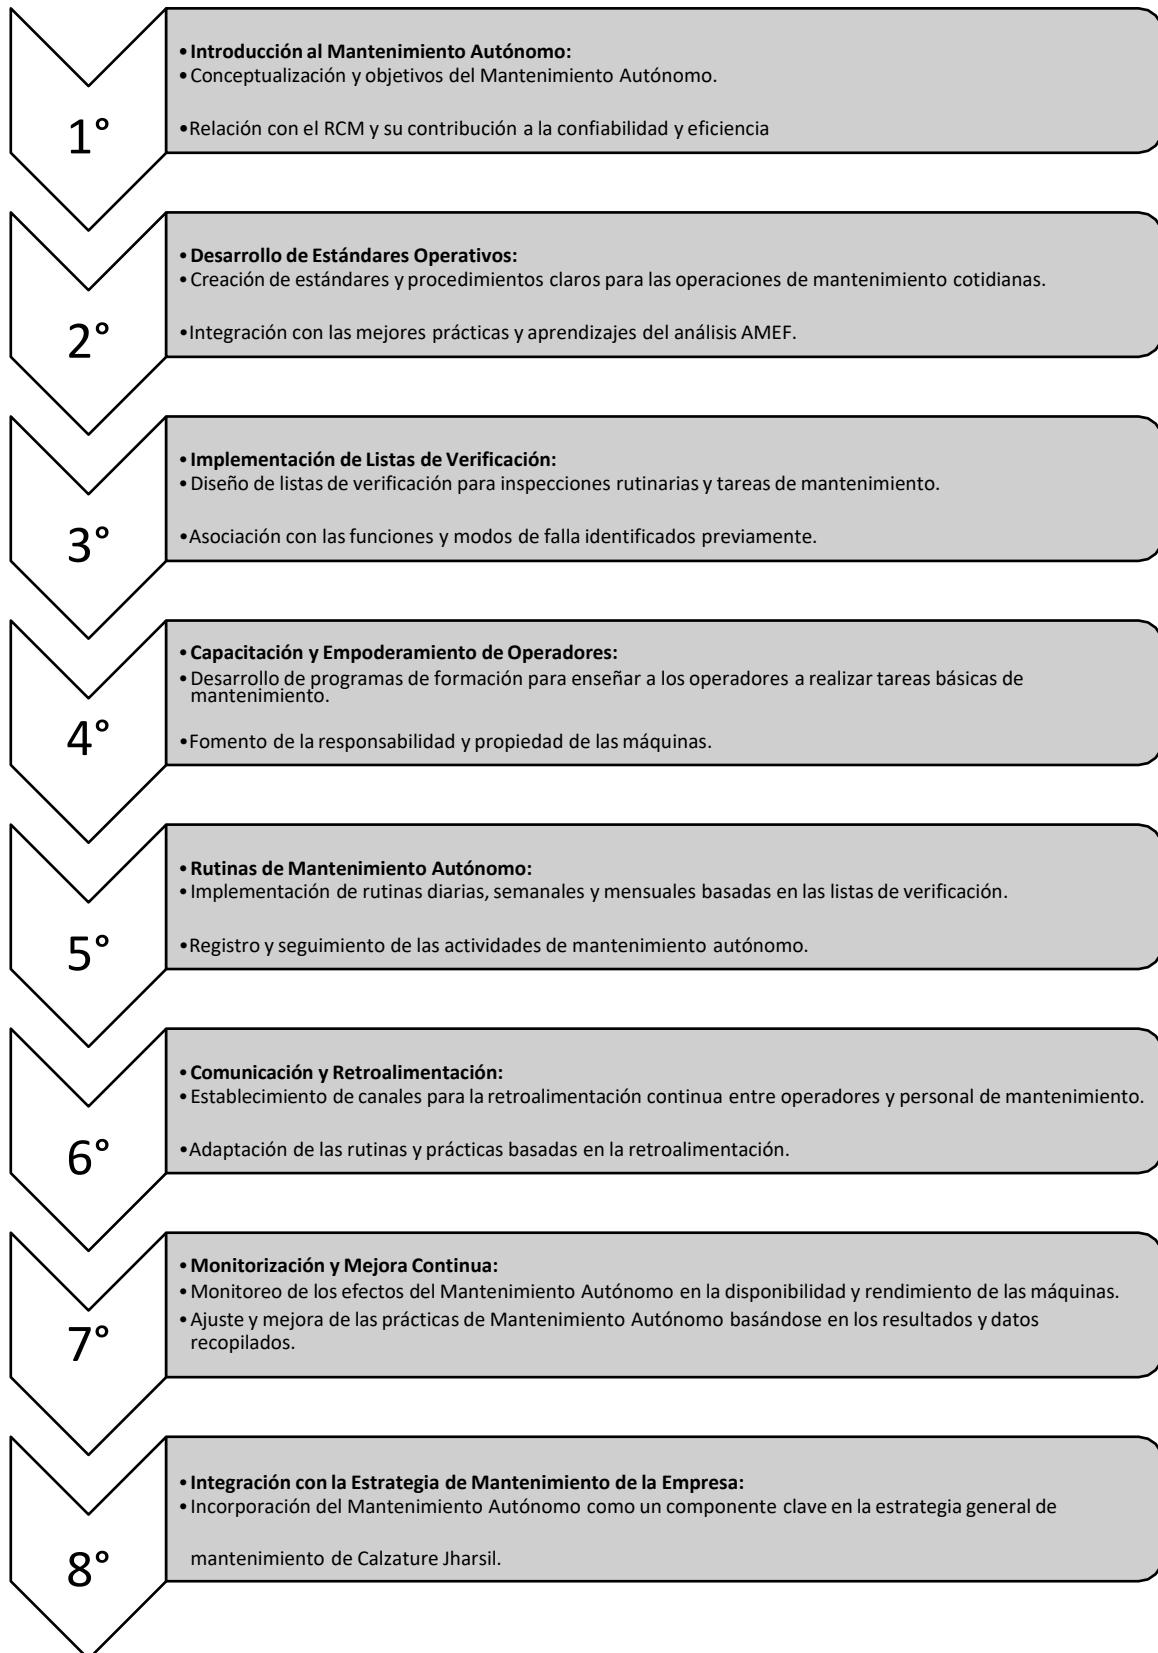 1°
•Introducción al Mantenimiento Autónomo:
•Conceptualización y objetivos del Mantenimiento Autónomo.
•Relación con el RCM y su contribución a la confiabilidad y eficiencia
2°
•Desarrollo de Estándares Operativos:
•Creación de estándares y procedimientos claros para las operaciones de mantenimiento cotidianas.
•Integración con las mejores prácticas y aprendizajes del análisis AMEF.
3°
•Implementación de Listas de Verificación:
•Diseño de listas de verificación para inspecciones rutinarias y tareas de mantenimiento.
•Asociación con las funciones y modos de falla identificados previamente.
4°
•Capacitación y Empoderamiento de Operadores:
•Desarrollo de programas de formación para enseñar a los operadores a realizar tareas básicas de
mantenimiento.
•Fomento de la responsabilidad y propiedad de las máquinas.
5°
•Rutinas de Mantenimiento Autónomo:
•Implementación de rutinas diarias, semanales y mensuales basadas en las listas de verificación.
•Registro y seguimiento de las actividades de mantenimiento autónomo.
6°
•Comunicación y Retroalimentación:
•Establecimiento de canales para la retroalimentación continua entre operadores y personal de mantenimiento.
•Adaptación de las rutinas y prácticas basadas en la retroalimentación.
7°
•Monitorización y Mejora Continua:
•Monitoreo de los efectos del Mantenimiento Autónomo en la disponibilidad y rendimiento de las máquinas.
•Ajuste y mejora de las prácticas de Mantenimiento Autónomo basándose en los resultados y datos
recopilados.
8°
•Integración con la Estrategia de Mantenimiento de la Empresa:
•Incorporación del Mantenimiento Autónomo como un componente clave en la estrategia general de
mantenimiento de Calzature Jharsil.